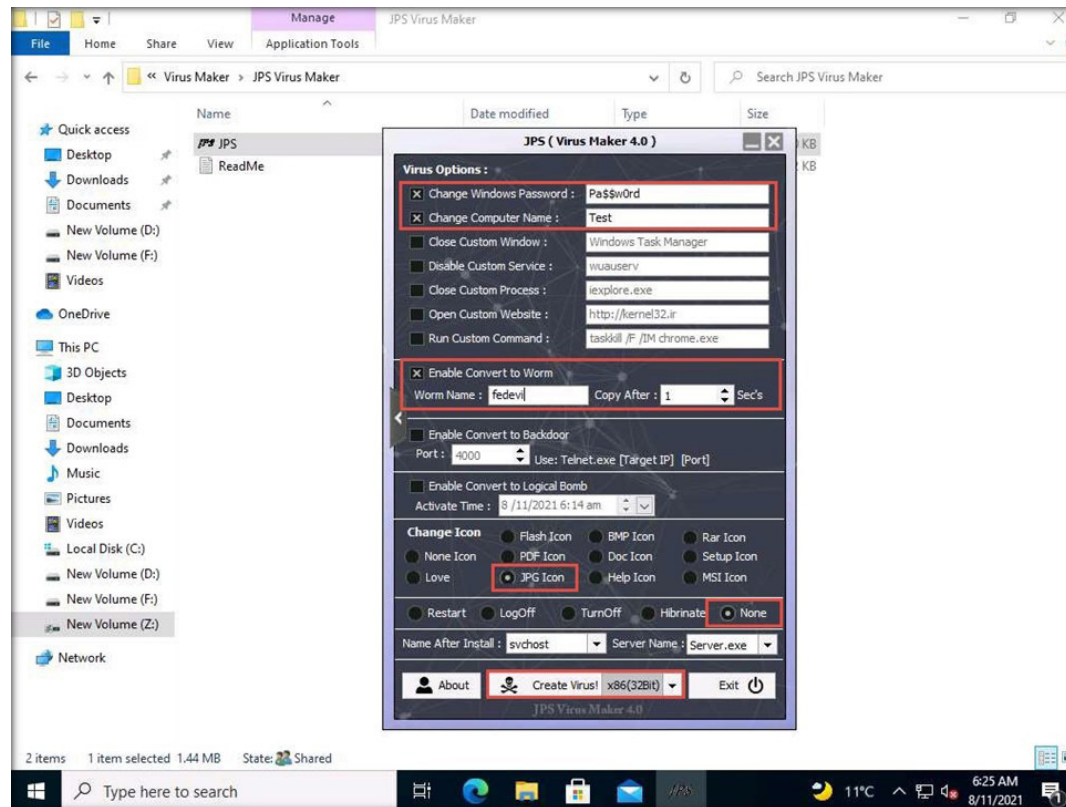 Manage JPS Virus Maker
File Home Share View Application Tools
« Virus Maker > JPS Virus Maker Search JPS Virus Maker
Name Date modified Type Size
JPS JPS KB
ReadMe KB
Quick access
Desktop
Downloads
Documents
New Volume (D:)
New Volume (F:)
Videos
OneDrive
This PC
3D Objects
Desktop
Documents
Downloads
Music
Pictures
Videos
Local Disk (C:)
New Volume (D:)
New Volume (F:)
New Volume (Z:)
Network
JPS ( Virus Maker 4.0 )
Virus Options :
Change Windows Password : Pa$$w0rd
Change Computer Name : Test
Close Custom Window : Windows Task Manager
Disable Custom Service : wuauserv
Close Custom Process : iexplore.exe
Open Custom Website : http://kernel32.ir
Run Custom Command : taskkill /F /IM chrome.exe
Enable Convert to Worm
Worm Name : fedevi Copy After : 1 Sec's
Enable Convert to Backdoor
Port : 4000 Use: Telnet.exe [Target IP] [Port]
Enable Convert to Logical Bomb
Activate Time : 8 /11/2021 6:14 am
Change Icon Flash Icon BMP Icon Rar Icon
None Icon PDF Icon Doc Icon Setup Icon
Love JPG Icon Help Icon MSI Icon
Restart LogOff TurnOff Hibrinate None
Name After Install : svchost Server Name : Server.exe
About Create Virus! x86(32Bit) Exit
JPS Virus Maker 4.0
2 items 1 item selected 1.44 MB State: Shared
Type here to search JPS 11°C 6:25 AM
8/11/2021